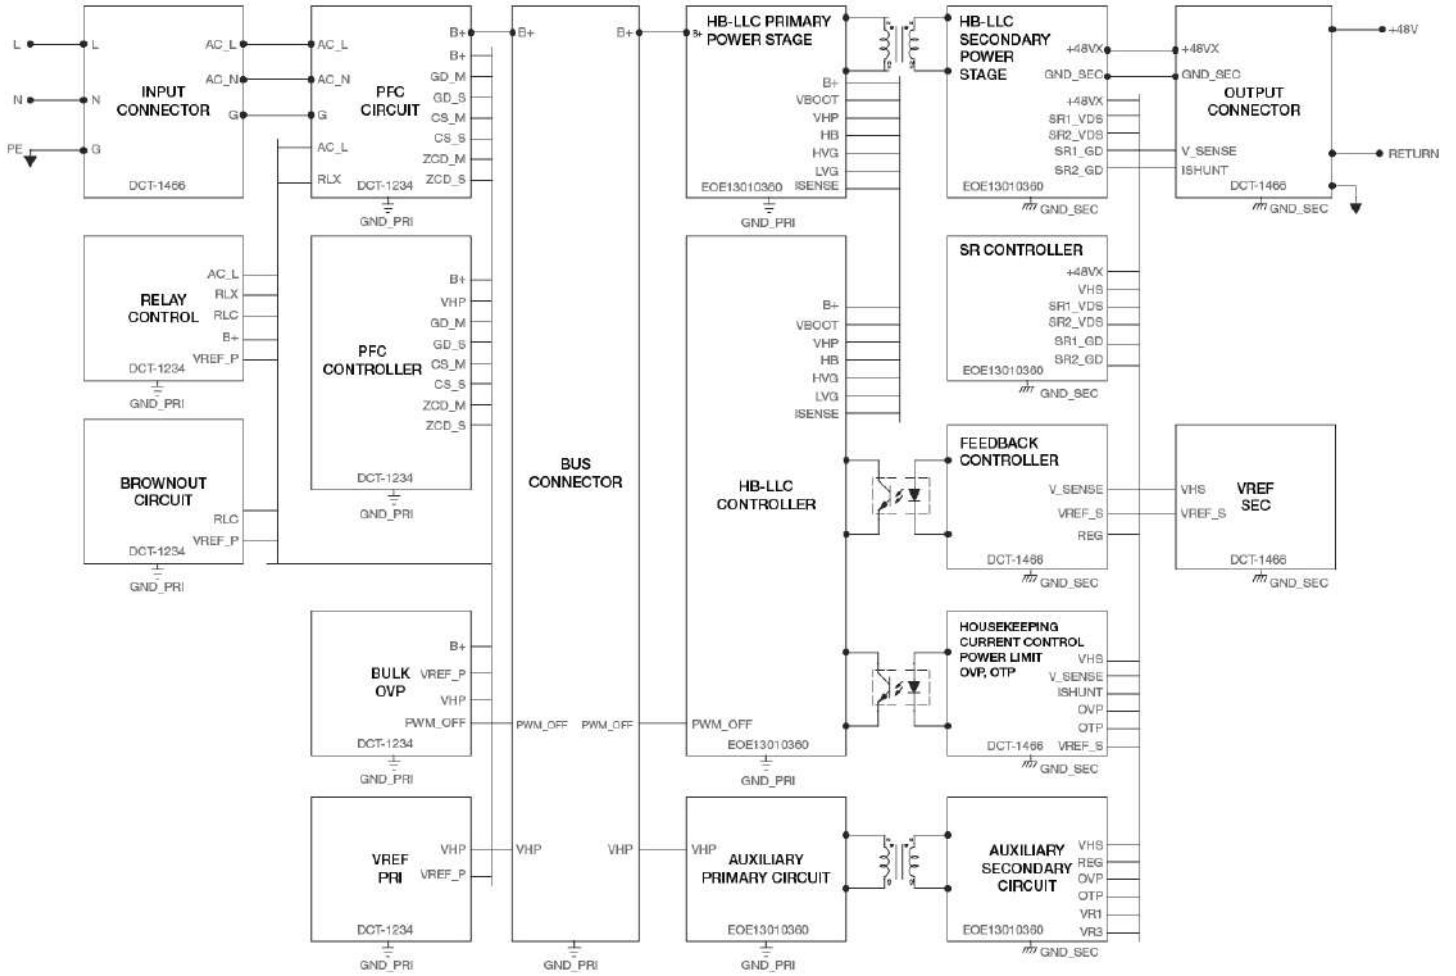 L
N
PE
L
N
G
AC_L
AC_N
G
INPUT
CONNECTOR
DCT-1466
AC_L
AC_N
G
AC_L
RLX
PFC
CIRCUIT
B+
B+
GD_M
GD_S
CS_M
CS_S
ZCD_M
ZCD_S
DCT-1234
GND_PRI
B+
B+
BUS
CONNECTOR
PWM_OFF
PWM_OFF
VHP
VHP
GND_PRI
HB-LLC PRIMARY
POWER STAGE
B+
B+
VBOOT
VHP
HB
HVG
LVG
ISENSE
EOE13010360
GND_PRI
HB-LLC
SECONDARY
POWER
STAGE
+48VX
GND_SEC
+48VX
SR1_VDS
SR2_VDS
SR1_GD
SR2_GD
EOE13010360
GND_SEC
+48VX
GND_SEC
OUTPUT
CONNECTOR
V_SENSE
ISHUNT
DCT-1466
GND_SEC
+48V
RETURN
RELAY
CONTROL
AC_L
RLX
RLC
B+
VREF_P
DCT-1234
GND_PRI
PFC
CONTROLLER
B+
VHP
GD_M
GD_S
CS_M
CS_S
ZCD_M
ZCD_S
DCT-1234
GND_PRI
HB-LLC
CONTROLLER
B+
VBOOT
VHP
HB
HVG
LVG
ISENSE
PWM_OFF
EOE13010360
GND_PRI
SR CONTROLLER
+48VX
VHS
SR1_VDS
SR2_VDS
SR1_GD
SR2_GD
EOE13010360
GND_SEC
BROWNOUT
CIRCUIT
RLC
VREF_P
DCT-1234
GND_PRI
FEEDBACK
CONTROLLER
V_SENSE
VREF_S
REG
DCT-1466
GND_SEC
VHS
VREF_S
VREF
SEC
DCT-1466
GND_SEC
BULK
OVP
B+
VREF_P
VHP
PWM_OFF
DCT-1234
GND_PRI
HOUSEKEEPING
CURRENT CONTROL
POWER LIMIT
OVP, OTP
VHS
V_SENSE
ISHUNT
OVP
OTP
VREF_S
DCT-1466
GND_SEC
VREF
PRI
VHP
VREF_P
DCT-1234
GND_PRI
VHP
AUXILIARY
PRIMARY CIRCUIT
EOE13010360
GND_PRI
AUXILIARY
SECONDARY
CIRCUIT
VHS
REG
OVP
OTP
VR1
VR3
EOE13010360
GND_SEC